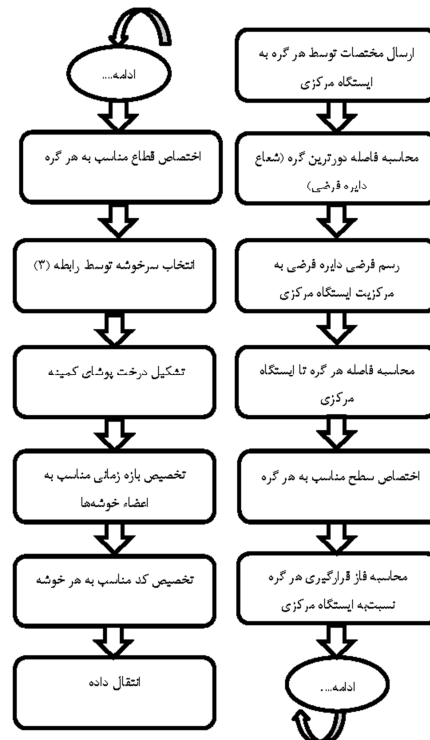 ارسال مختصات توسط هر گره به
ایستگاه مرکزی
محاسبه فاصله دورترین گره (شعاع
دایره فرضی)
رسم فرضی دایره فرضی به
مرکزیت ایستگاه مرکزی
محاسبه فاصله هر گره تا ایستگاه
مرکزی
اختصاص سطح مناسب به هر گره
محاسبه فاز قرارگیری هر گره
نسبت‌به ایستگاه مرکزی
ادامه....
ادامه....
اختصاص قطاع مناسب به هر گره
انتخاب سرخوشه توسط رابطه (۳)
تشکیل درخت پوشای کمینه
تخصیص بازه زمانی مناسب به
اعضاء خوشه‌ها
تخصیص کد مناسب به هر خوشه
انتقال داده